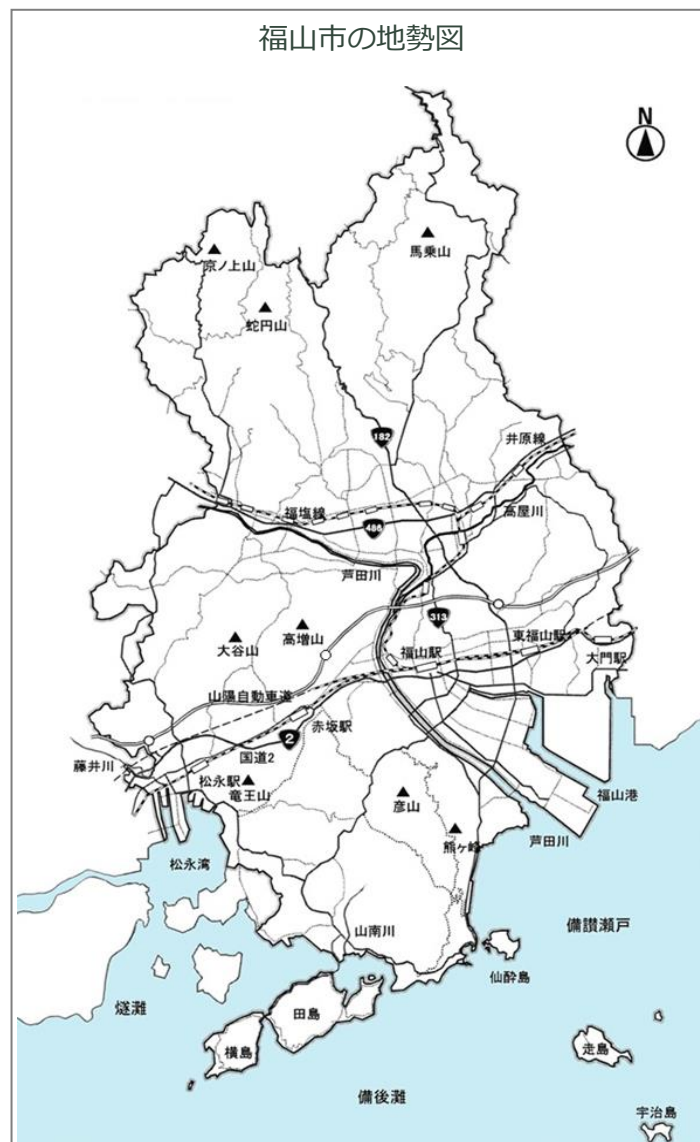 福山市の地勢図
N
馬乗山
京ノ上山
蛇円山
182
井原線
福塩線
486
高屋川
芦田川
313
高増山
大谷山
福山駅
東福山駅
大門駅
山陽自動車道
赤坂駅
2
国道2
藤井川
松永駅
竜王山
彦山
福山港
熊ヶ峰
芦田川
松永湾
山南川
備讃瀬戸
仙酔島
燧灘
田島
横島
走島
備後灘
宇治島